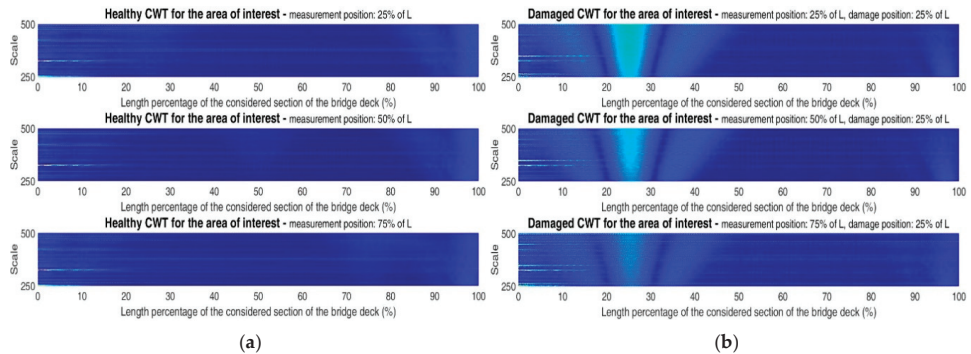 Healthy CWT for the area of interest - measurement position: 25% of L
500
Scale
250
0 10 20 30 40 50 60 70 80 90 100
Length percentage of the considered section of the bridge deck (%)
Healthy CWT for the area of interest - measurement position: 50% of L
500
Scale
250
0 10 20 30 40 50 60 70 80 90 100
Length percentage of the considered section of the bridge deck (%)
Healthy CWT for the area of interest - measurement position: 75% of L
500
Scale
250
0 10 20 30 40 50 60 70 80 90 100
Length percentage of the considered section of the bridge deck (%)
(a)
Damaged CWT for the area of interest - measurement position: 25% of L, damage position: 25% of L
500
Scale
250
0 10 20 30 40 50 60 70 80 90 100
Length percentage of the considered section of the bridge deck (%)
Damaged CWT for the area of interest - measurement position: 50% of L, damage position: 25% of L
500
Scale
250
0 10 20 30 40 50 60 70 80 90 100
Length percentage of the considered section of the bridge deck (%)
Damaged CWT for the area of interest - measurement position: 75% of L, damage position: 25% of L
500
Scale
250
0 10 20 30 40 50 60 70 80 90 100
Length percentage of the considered section of the bridge deck (%)
(b)